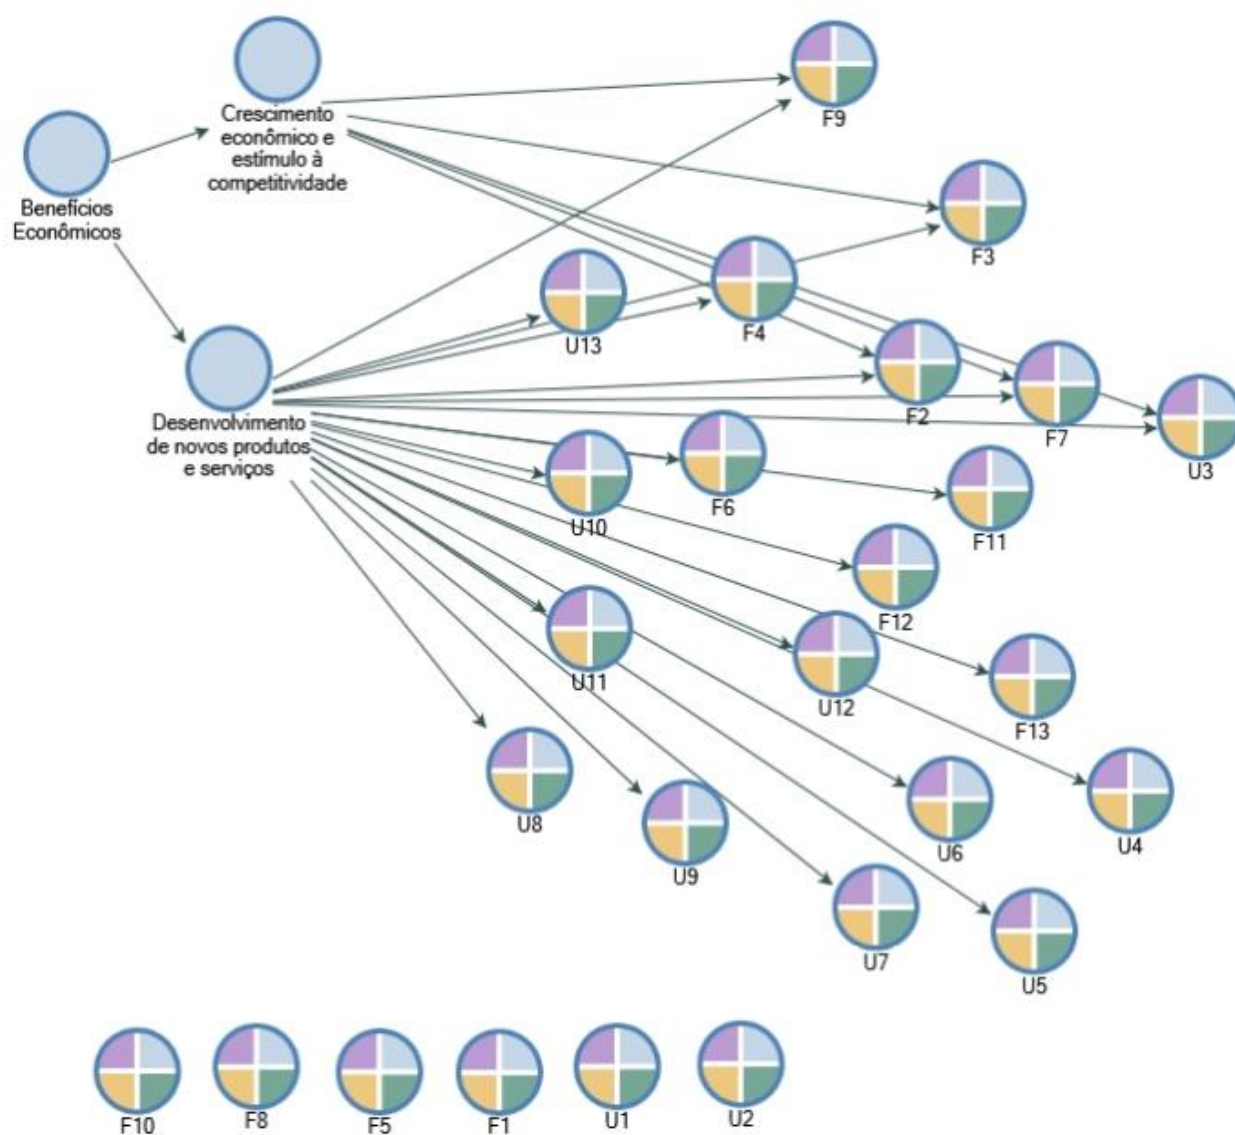 F9
Crescimento
econômico e
estímulo à
competitividade
Benefícios
Econômicos
F3
U13
F4
F2
F7
U3
Desenvolvimento
de novos produtos
e serviços
U10
F6
F11
F12
U11
U12
F13
U8
U9
U6
U4
U7
U5
F10
F8
F5
F1
U1
U2